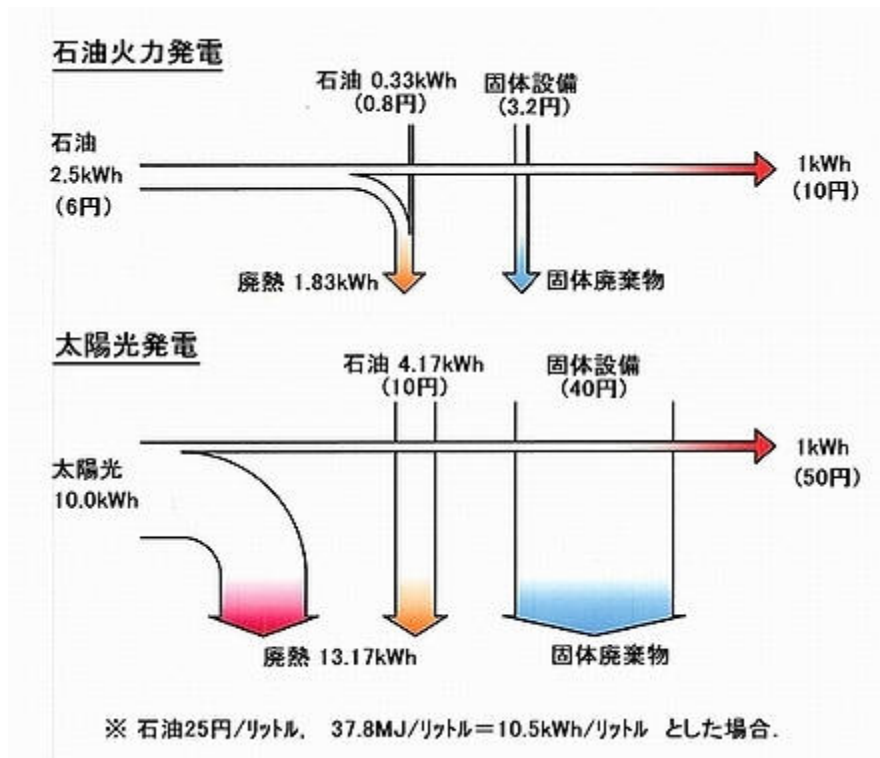 石油火力発電
石油 0.33kWh
(0.8円)
固体設備
(3.2円)
石油
2.5kWh
(6円)
1kWh
(10円)
廃熱 1.83kWh
固体廃棄物
太陽光発電
石油 4.17kWh
(10円)
固体設備
(40円)
太陽光
10.0kWh
1kWh
(50円)
廃熱 13.17kWh
固体廃棄物
※ 石油25円/リットル, 37.8MJ/リットル=10.5kWh/リットル とした場合.